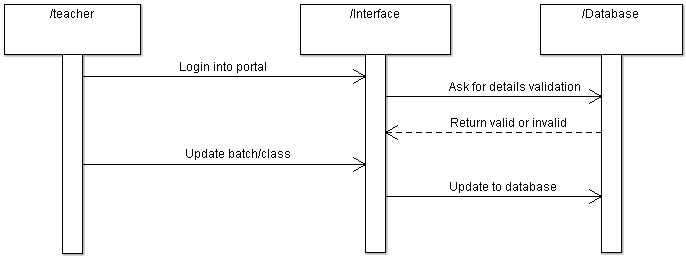 /teacher
/Interface
/Database
Login into portal
Ask for details validation
Return valid or invalid
Update batch/class
Update to database